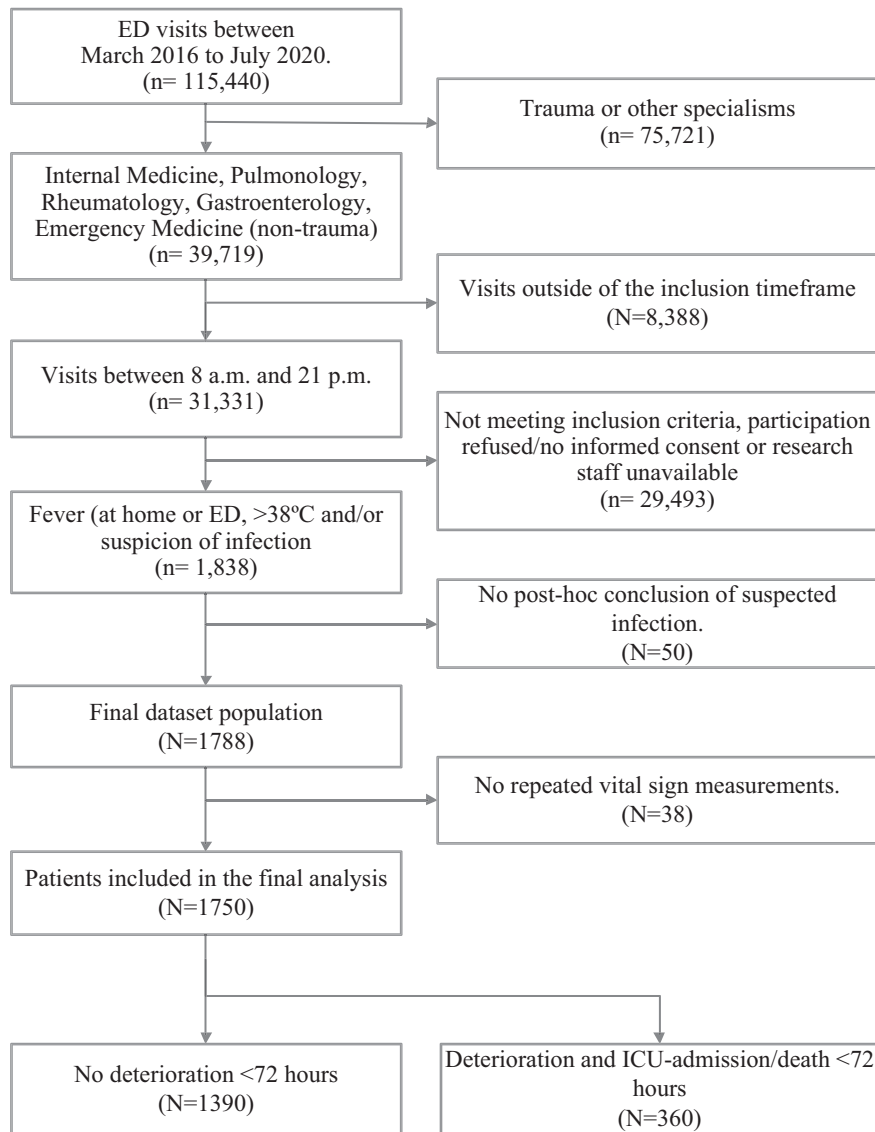 ED visits between
March 2016 to July 2020.
(n= 115,440)
Trauma or other specialisms
(n= 75,721)
Internal Medicine, Pulmonology,
Rheumatology, Gastroenterology,
Emergency Medicine (non-trauma)
(n= 39,719)
Visits outside of the inclusion timeframe
(N=8,388)
Visits between 8 a.m. and 21 p.m.
(n= 31,331)
Not meeting inclusion criteria, participation
refused/no informed consent or research
staff unavailable
(n= 29,493)
Fever (at home or ED, >38ºC and/or
suspicion of infection
(n= 1,838)
No post-hoc conclusion of suspected
infection.
(N=50)
Final dataset population
(N=1788)
No repeated vital sign measurements.
(N=38)
Patients included in the final analysis
(N=1750)
No deterioration <72 hours
(N=1390)
Deterioration and ICU-admission/death <72
hours
(N=360)